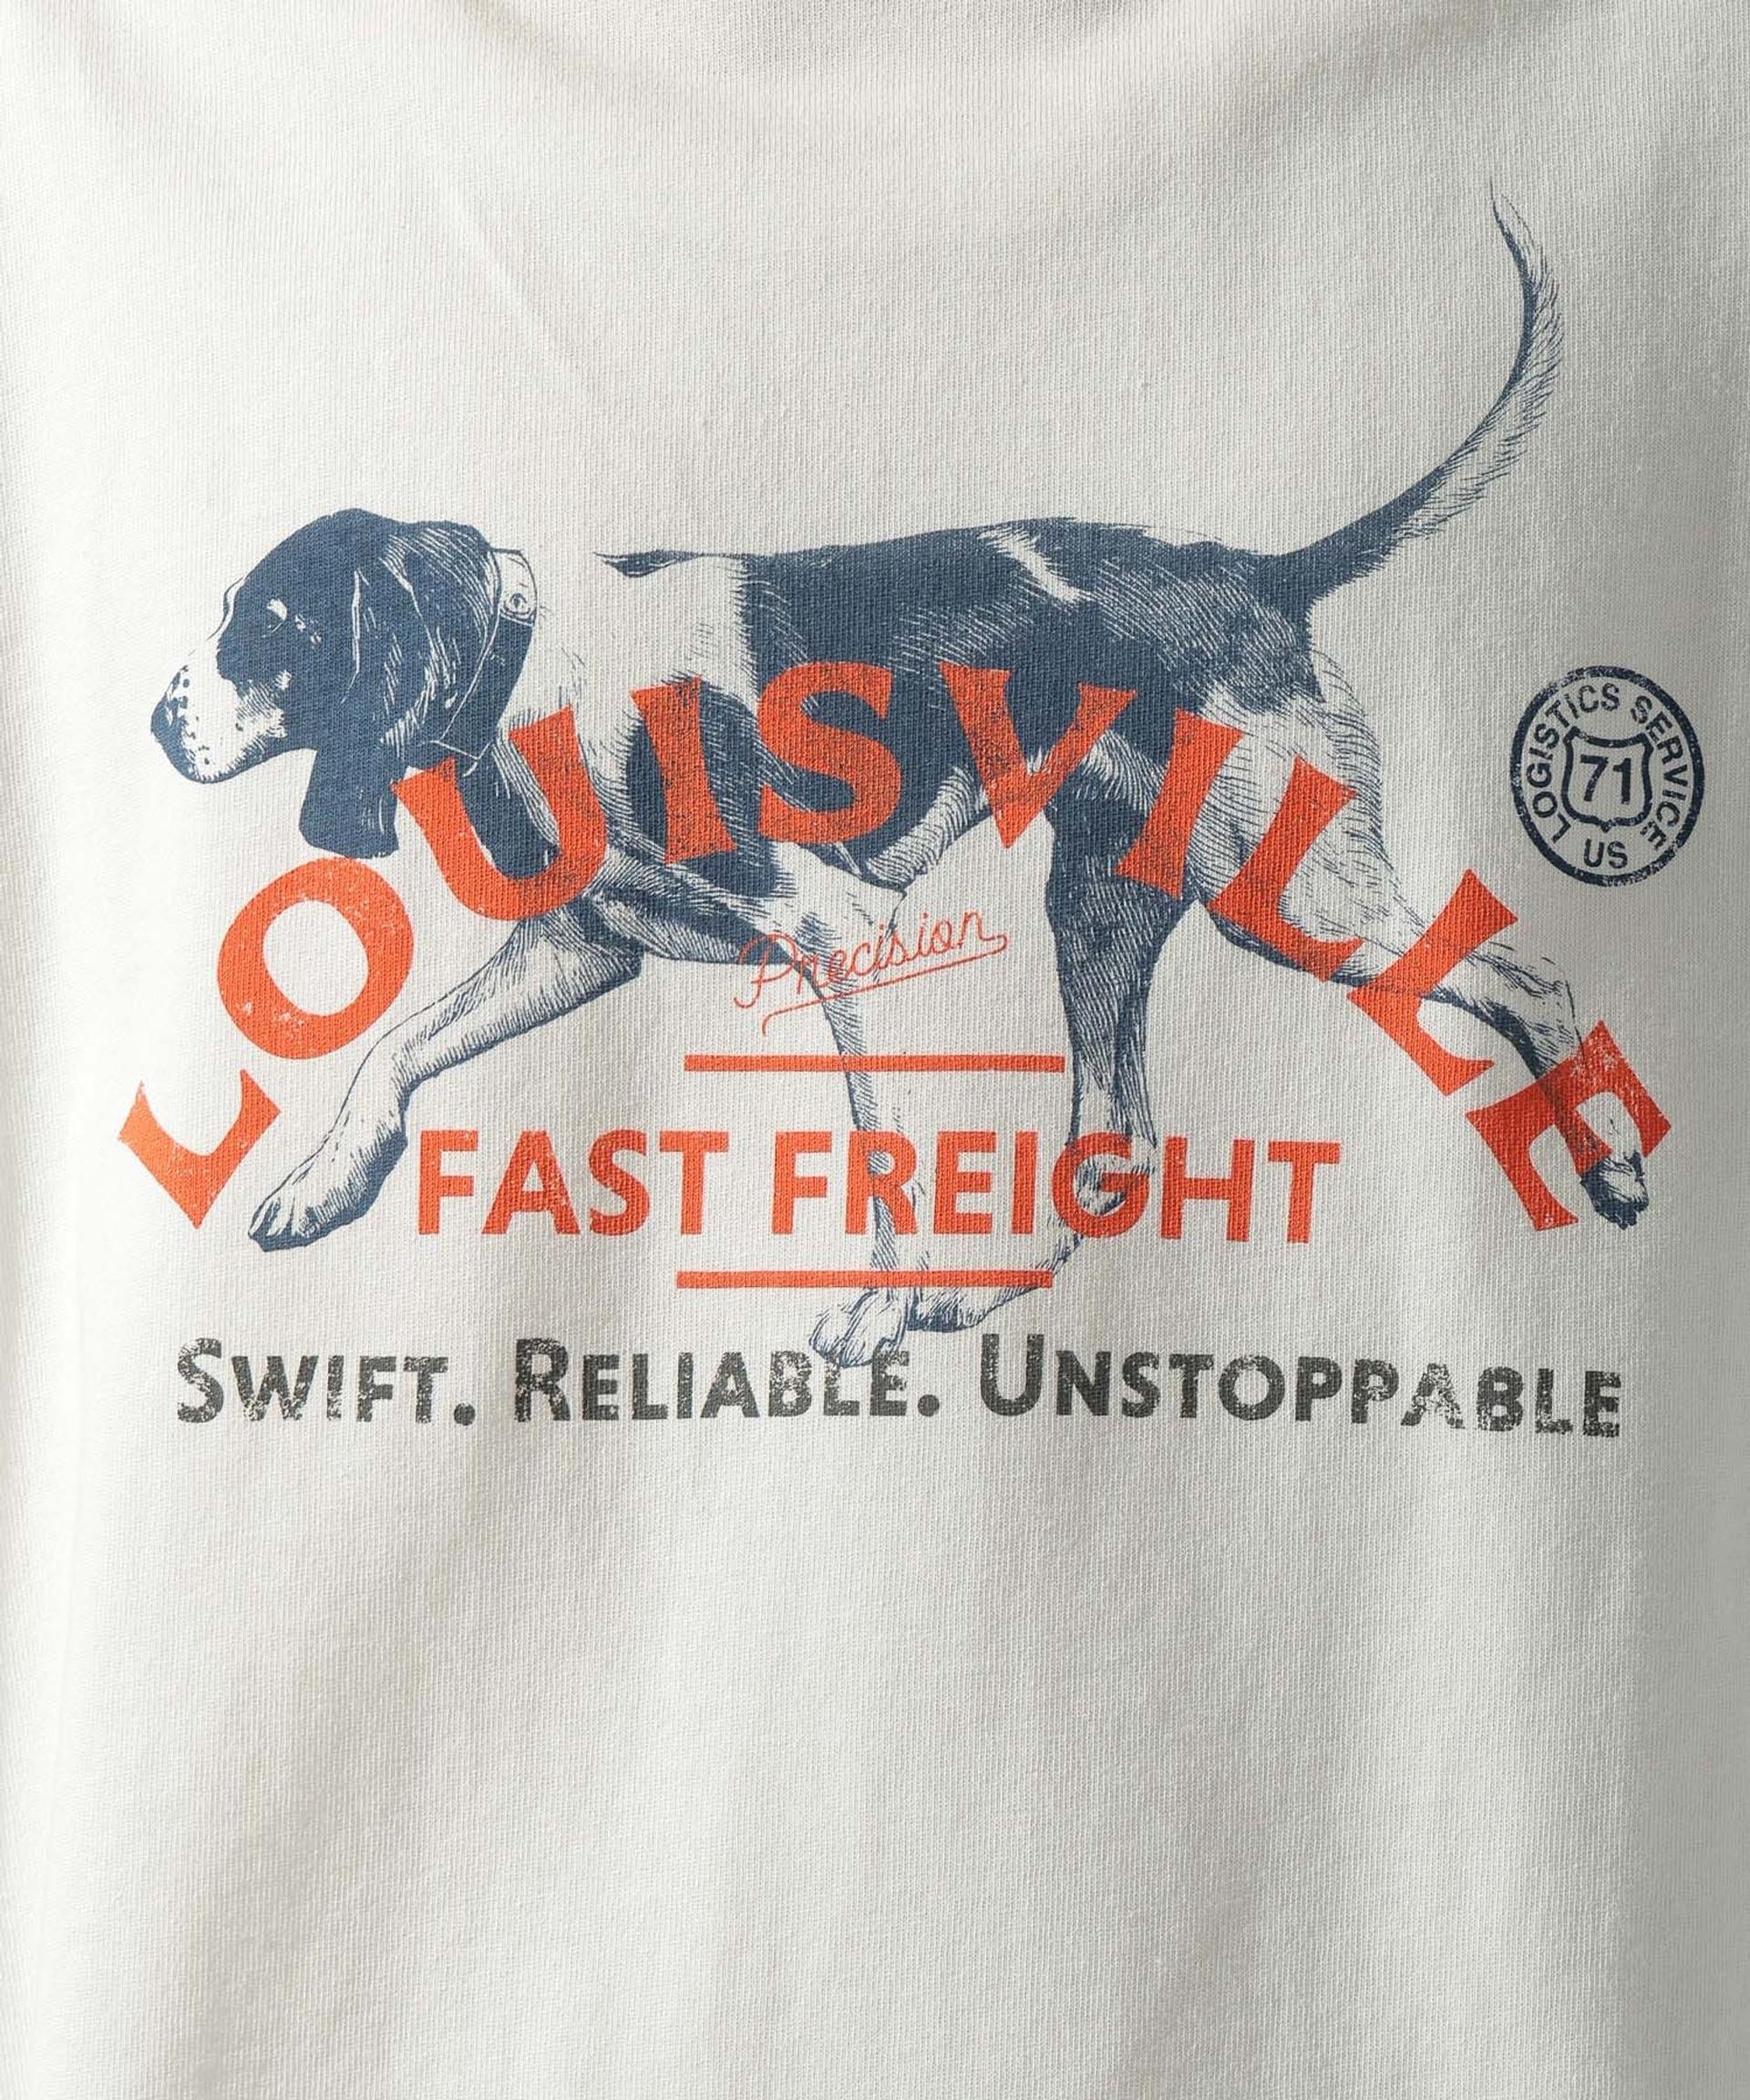 LOUISVILLE
Precision
FAST FREIGHT
SWIFT. RELIABLE. UNSTOPPABLE
LOGISTICS SERVICE
71
US